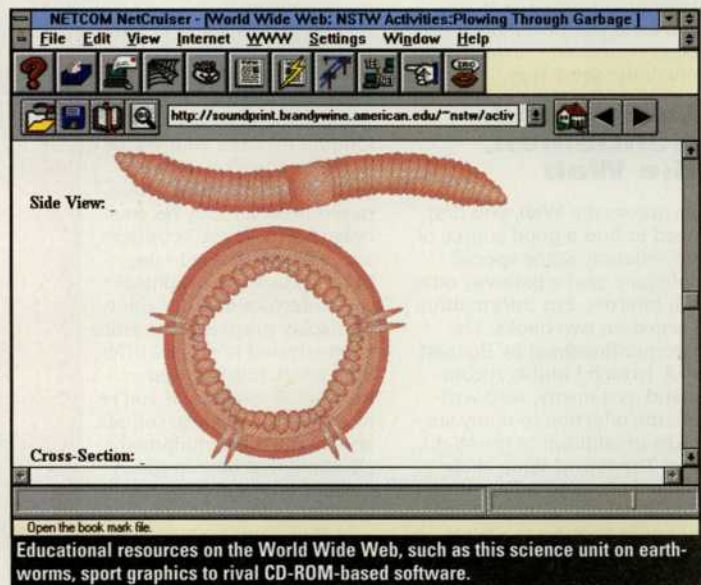 NETCOM NetCruiser - [World Wide Web: NSTW Activities:Plowing Through Garbage ]
File Edit View Internet WWW Settings Window Help
http://soundprint.brandywine.american.edu/~nstw/activ
Side View:
Cross-Section:
Open the book mark file.
Educational resources on the World Wide Web, such as this science unit on earth-
worms, sport graphics to rival CD-ROM-based software.